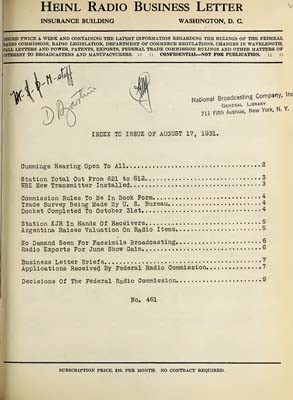 HEINL RADIO BUSINESS LETTER
INSURANCE BUILDING WASHINGTON, D. C.
ISSUED TWICE A WEEK AND CONTAINING THE LATEST INFORMATION REGARDING THE RULINGS OF THE FEDERAL
RADIO COMMISSION, RADIO LEGISLATION, DEPARTMENT OF COMMERCE REGULATIONS, CHANGES IN WAVELENGTH,
CALL LETTERS AND POWER, PATENTS, EXPORTS, FEDERAL TRADE COMMISSION RULINGS AND OTHER MATTERS OF
INTEREST TO BROADCASTERS AND MANUFACTURERS. :: :: CONFIDENTIAL—NOT FOR PUBLICATION. :: ::
National Broadcasting Company, Inc
GENERAL LIBRARY
711 Fifth Avenue, New York, N. Y.
INDEX TO ISSUE OF AUGUST 17, 1931.
Cummings Hearing Open To All.....2
Station Total Cut From 621 to 612.....3
WBZ New Transmitter Installed.....3
Commission Rules To Be In Book Form.....4
Trade Survey Being Made By U. S. Bureau.....4
Docket Completed To October 31st.....4
Station KJR In Hands Of Receivers.....5
Argentina Raises Valuation On Radio Items.....5
No Demand Seen For Facsimile Broadcasting.....6
Radio Exports For June Show Gain.....6
Business Letter Briefs.....7
Applications Received By Federal Radio Commission.....7
Decisions Of The Federal Radio Commission.....9
No. 461
SUBSCRIPTION PRICE, $10. PER MONTH. NO CONTRACT REQUIRED.